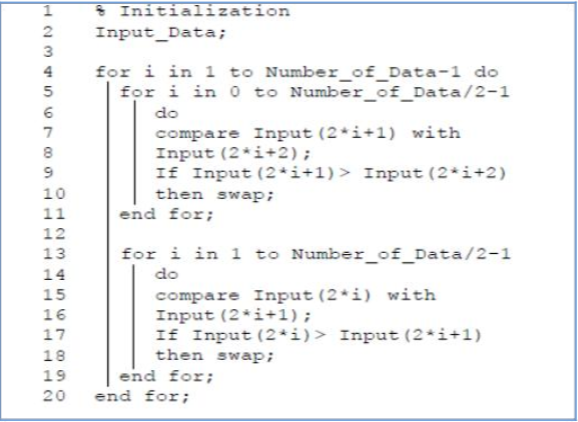 1 % Initialization
2 Input_Data;
3
4 for i in 1 to Number_of_Data-1 do
5 for i in 0 to Number_of_Data/2-1
6 do
7 compare Input(2*i+1) with
8 Input(2*i+2);
9 If Input(2*i+1)> Input(2*i+2)
10 then swap;
11 end for;
12
13 for i in 1 to Number_of_Data/2-1
14 do
15 compare Input(2*i) with
16 Input(2*i+1);
17 If Input(2*i)> Input(2*i+1)
18 then swap;
19 end for;
20 end for;